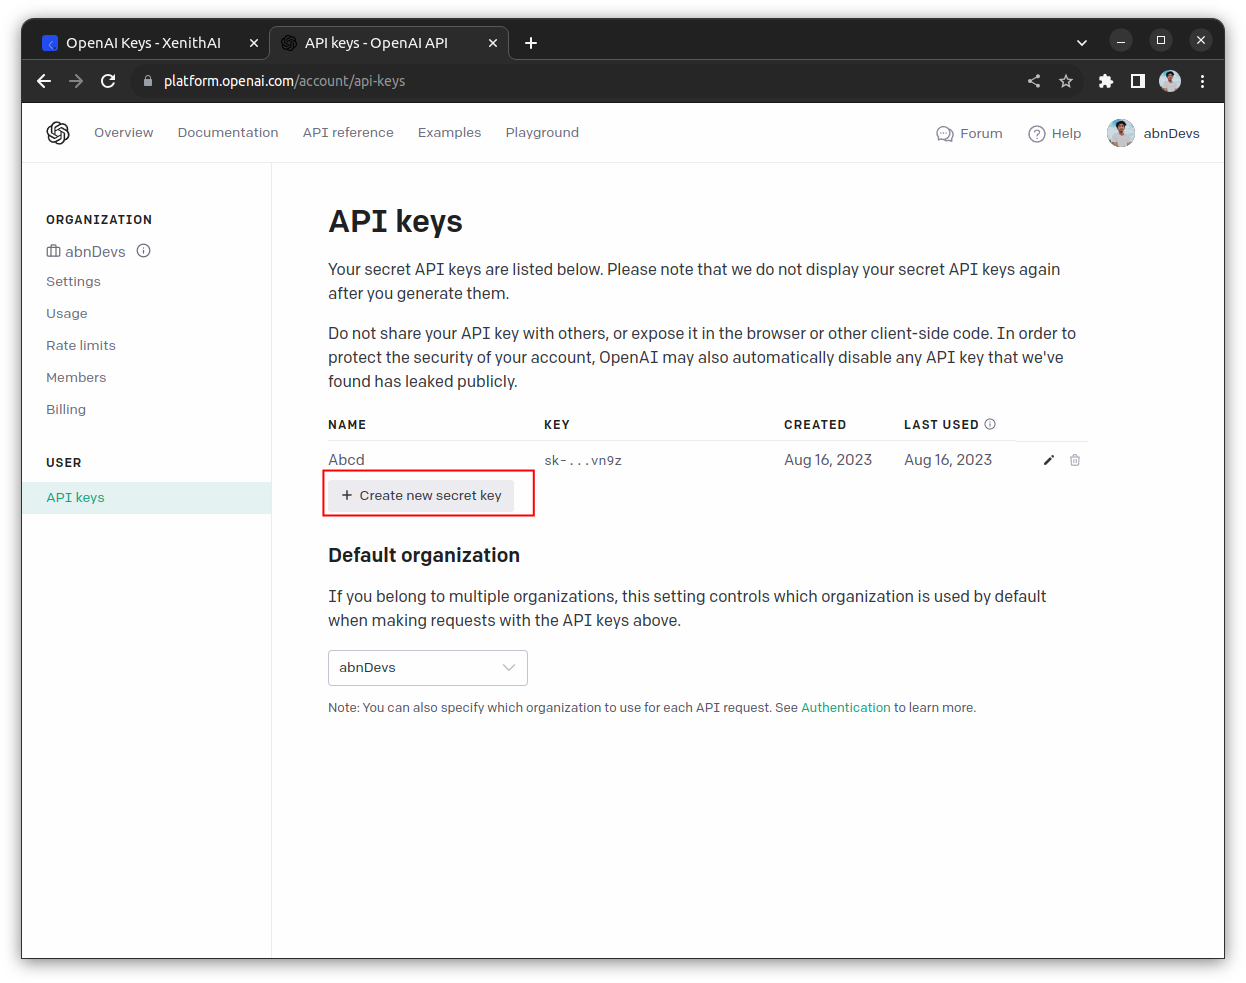 OpenAI Keys - XenithAI
API keys - OpenAI API
platform.openai.com/account/api-keys
Overview Documentation API reference Examples Playground
Forum Help abnDevs
ORGANIZATION
abnDevs
Settings
Usage
Rate limits
Members
Billing
USER
API keys
API keys
Your secret API keys are listed below. Please note that we do not display your secret API keys again
after you generate them.
Do not share your API key with others, or expose it in the browser or other client-side code. In order to
protect the security of your account, OpenAI may also automatically disable any API key that we've
found has leaked publicly.
NAME KEY CREATED LAST USED
Abcd sk-...vn9z Aug 16, 2023 Aug 16, 2023
+ Create new secret key
Default organization
If you belong to multiple organizations, this setting controls which organization is used by default
when making requests with the API keys above.
abnDevs
Note: You can also specify which organization to use for each API request. See Authentication to learn more.